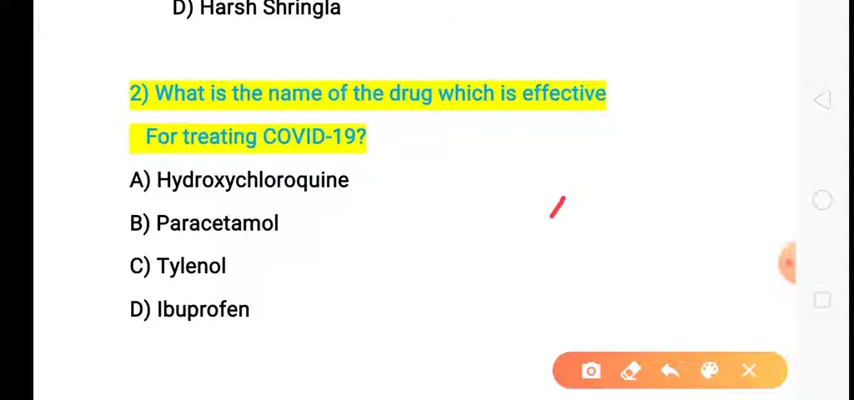 D) Harsh Shringla
2) What is the name of the drug which is effective
For treating COVID-19?
A) Hydroxychloroquine
B) Paracetamol
C) Tylenol
D) Ibuprofen